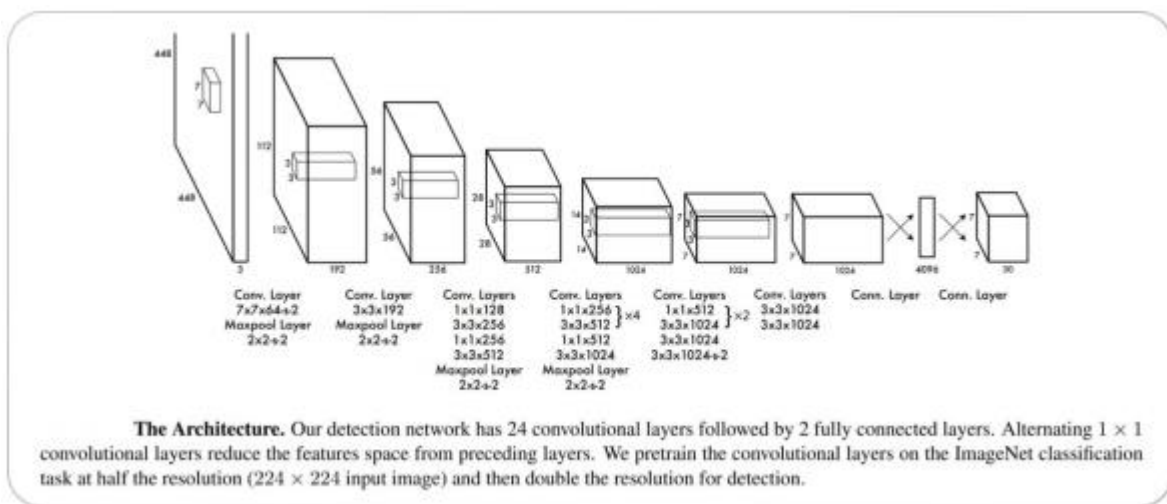 448
7
7
448
3
112
3
3
112
192
56
3
3
56
256
28
3
3
28
512
14
3
3
14
1024
7
3
3
7
1024
7
7
1024
4096
7
7
30
Conv. Layer
7x7x64-s-2
Maxpool Layer
2x2-s-2
Conv. Layer
3x3x192
Maxpool Layer
2x2-s-2
Conv. Layers
1x1x128
3x3x256
1x1x256
3x3x512
Maxpool Layer
2x2-s-2
Conv. Layers
1x1x256
3x3x512 } ×4
1x1x512
3x3x1024
Maxpool Layer
2x2-s-2
Conv. Layers
1x1x512
3x3x1024 } ×2
3x3x1024
3x3x1024-s-2
Conv. Layers
3x3x1024
3x3x1024
Conn. Layer
Conn. Layer
The Architecture. Our detection network has 24 convolutional layers followed by 2 fully connected layers. Alternating 1 × 1
convolutional layers reduce the features space from preceding layers. We pretrain the convolutional layers on the ImageNet classification
task at half the resolution (224 × 224 input image) and then double the resolution for detection.